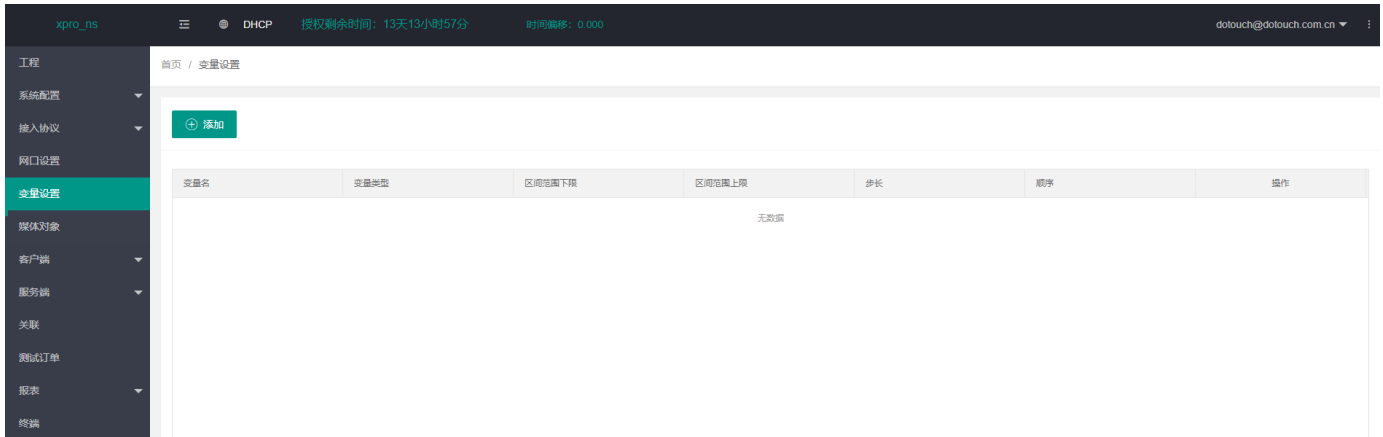 xpro_ns DHCP 授权剩余时间：13天13小时57分 时间偏移：0.000 dotouch@dotouch.com.cn
工程
系统配置
接入协议
网口设置
变量设置
媒体对象
客户端
服务端
关联
测试订单
报表
终端
首页 / 变量设置
添加
变量名 变量类型 区间范围下限 区间范围上限 步长 顺序 操作
无数据